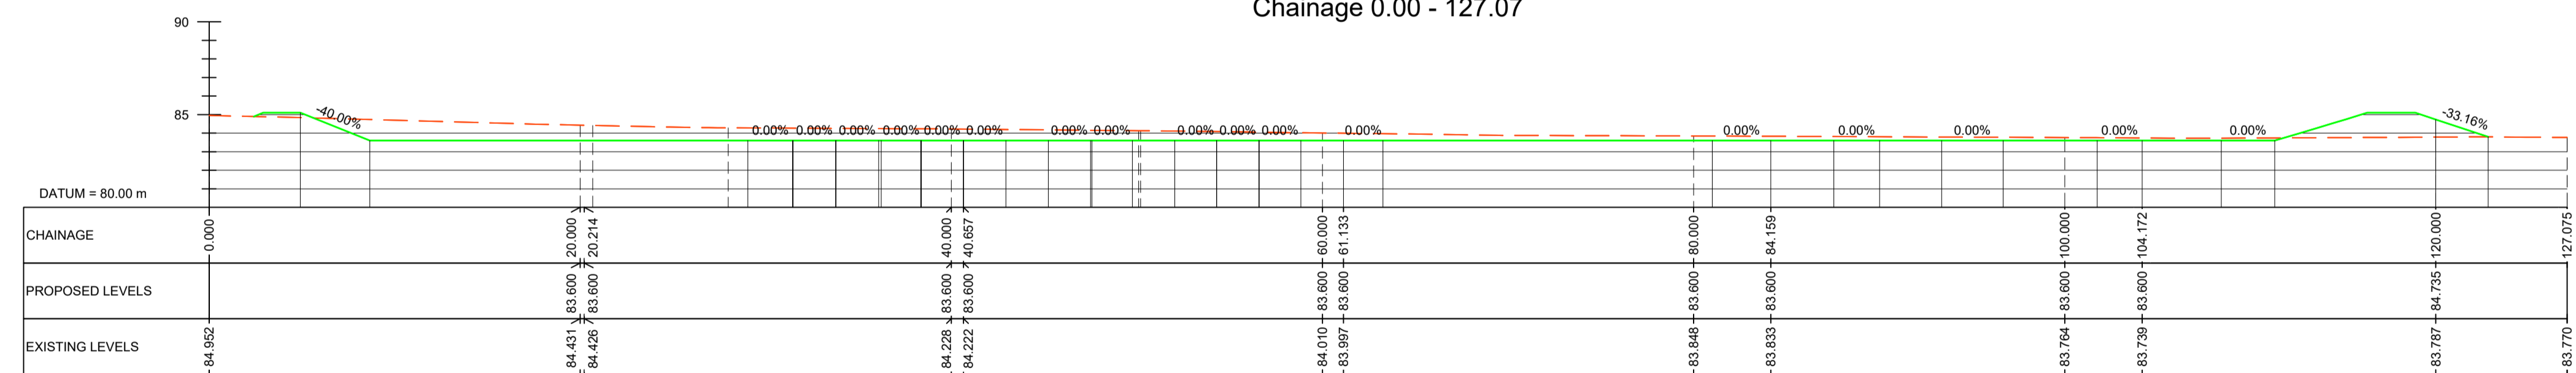 Chainage 0.00 - 127.07
90
85
-40.00%
0.00% 0.00% 0.00% 0.00% 0.00% 0.00% 0.00% 0.00% 0.00% 0.00% 0.00% 0.00% 0.00% 0.00% 0.00% 0.00% 0.00%
-33.16%
DATUM = 80.00 m
CHAINAGE 0.000 20.000 20.214 40.000 40.657 60.000 61.133 80.000 84.159 100.000 104.172 120.000 127.075
PROPOSED LEVELS 83.600 83.600 83.600 83.600 83.600 83.600 83.600 83.600 83.600 83.600 84.735
EXISTING LEVELS 84.952 84.431 84.426 84.228 84.222 84.010 83.997 83.848 83.833 83.764 83.739 83.787 83.770